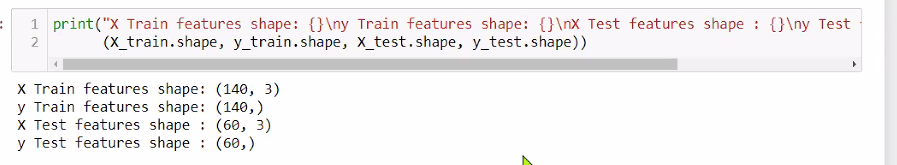 1 print("X Train features shape: {}\ny Train features shape: {}\nX Test features shape : {}\ny Test
2 (X_train.shape, y_train.shape, X_test.shape, y_test.shape))
X Train features shape: (140, 3)
y Train features shape: (140,)
X Test features shape : (60, 3)
y Test features shape : (60,)